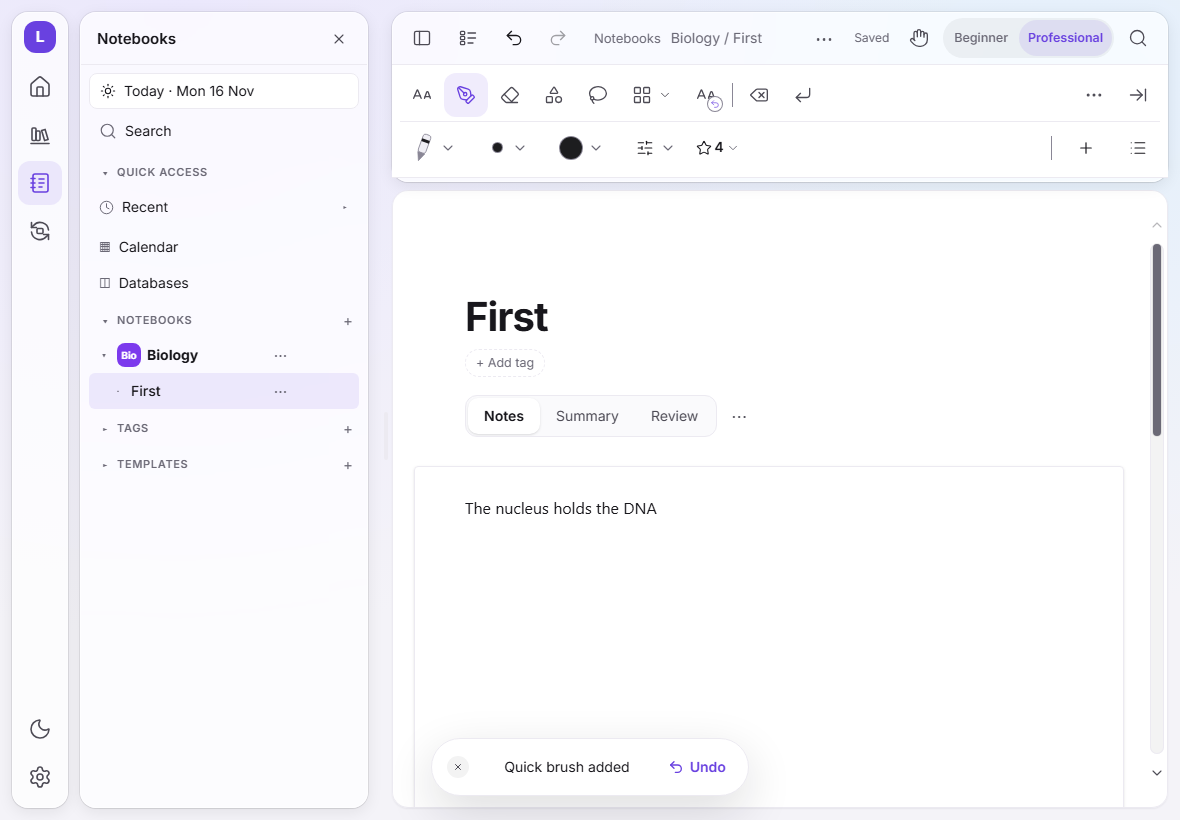 L
Notebooks
Today · Mon 16 Nov
Search
QUICK ACCESS
Recent
Calendar
Databases
NOTEBOOKS
Bio Biology
First
TAGS
TEMPLATES
Notebooks Biology / First
Saved
Beginner Professional
AA
AA
4
First
+ Add tag
Notes Summary Review
The nucleus holds the DNA
Quick brush added Undo